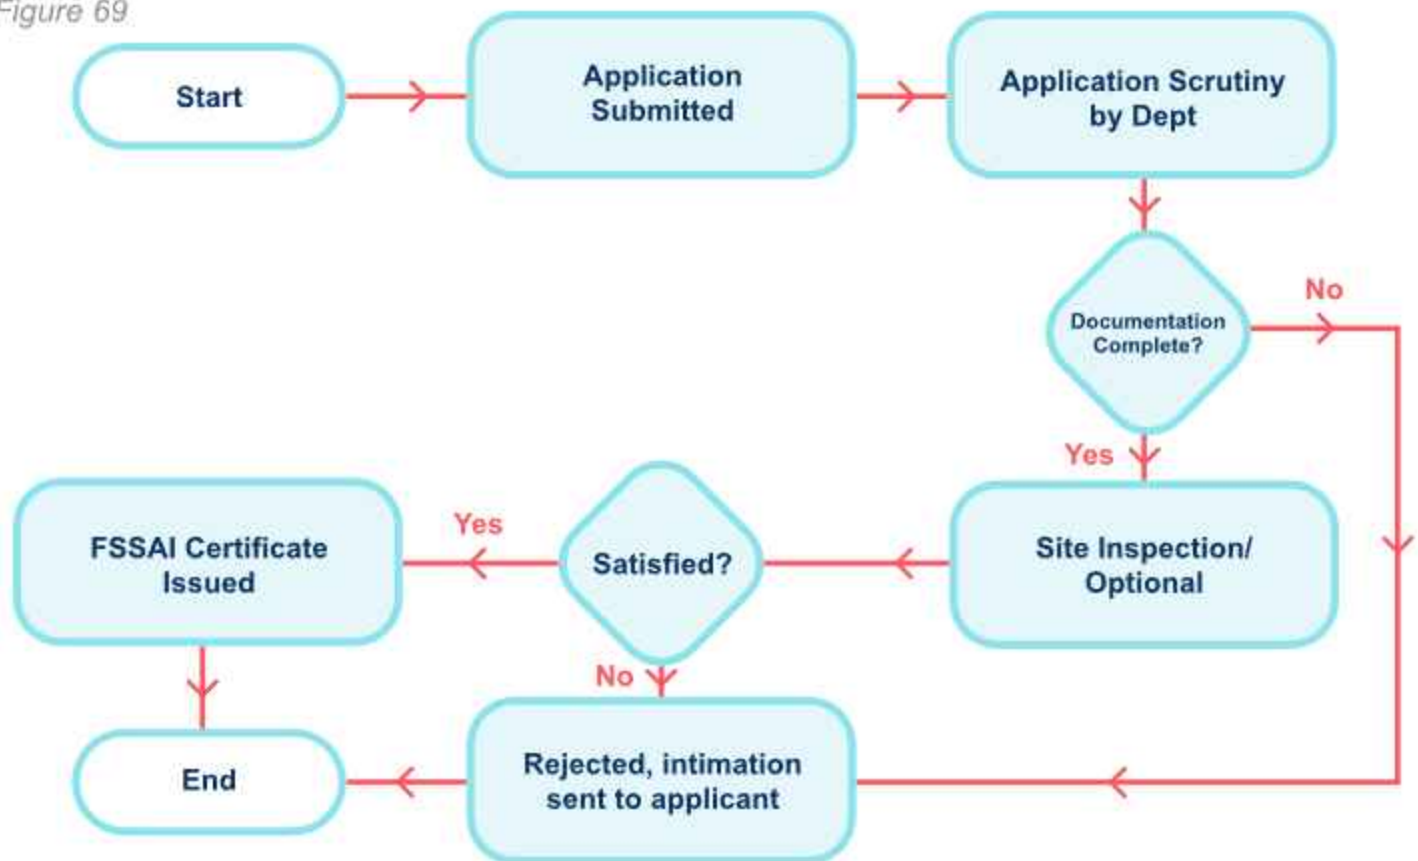 Figure 69
Start
Application
Submitted
Application Scrutiny
by Dept
Documentation
Complete?
No
Yes
Site Inspection/
Optional
Satisfied?
Yes
FSSAI Certificate
Issued
No
Rejected, intimation
sent to applicant
End